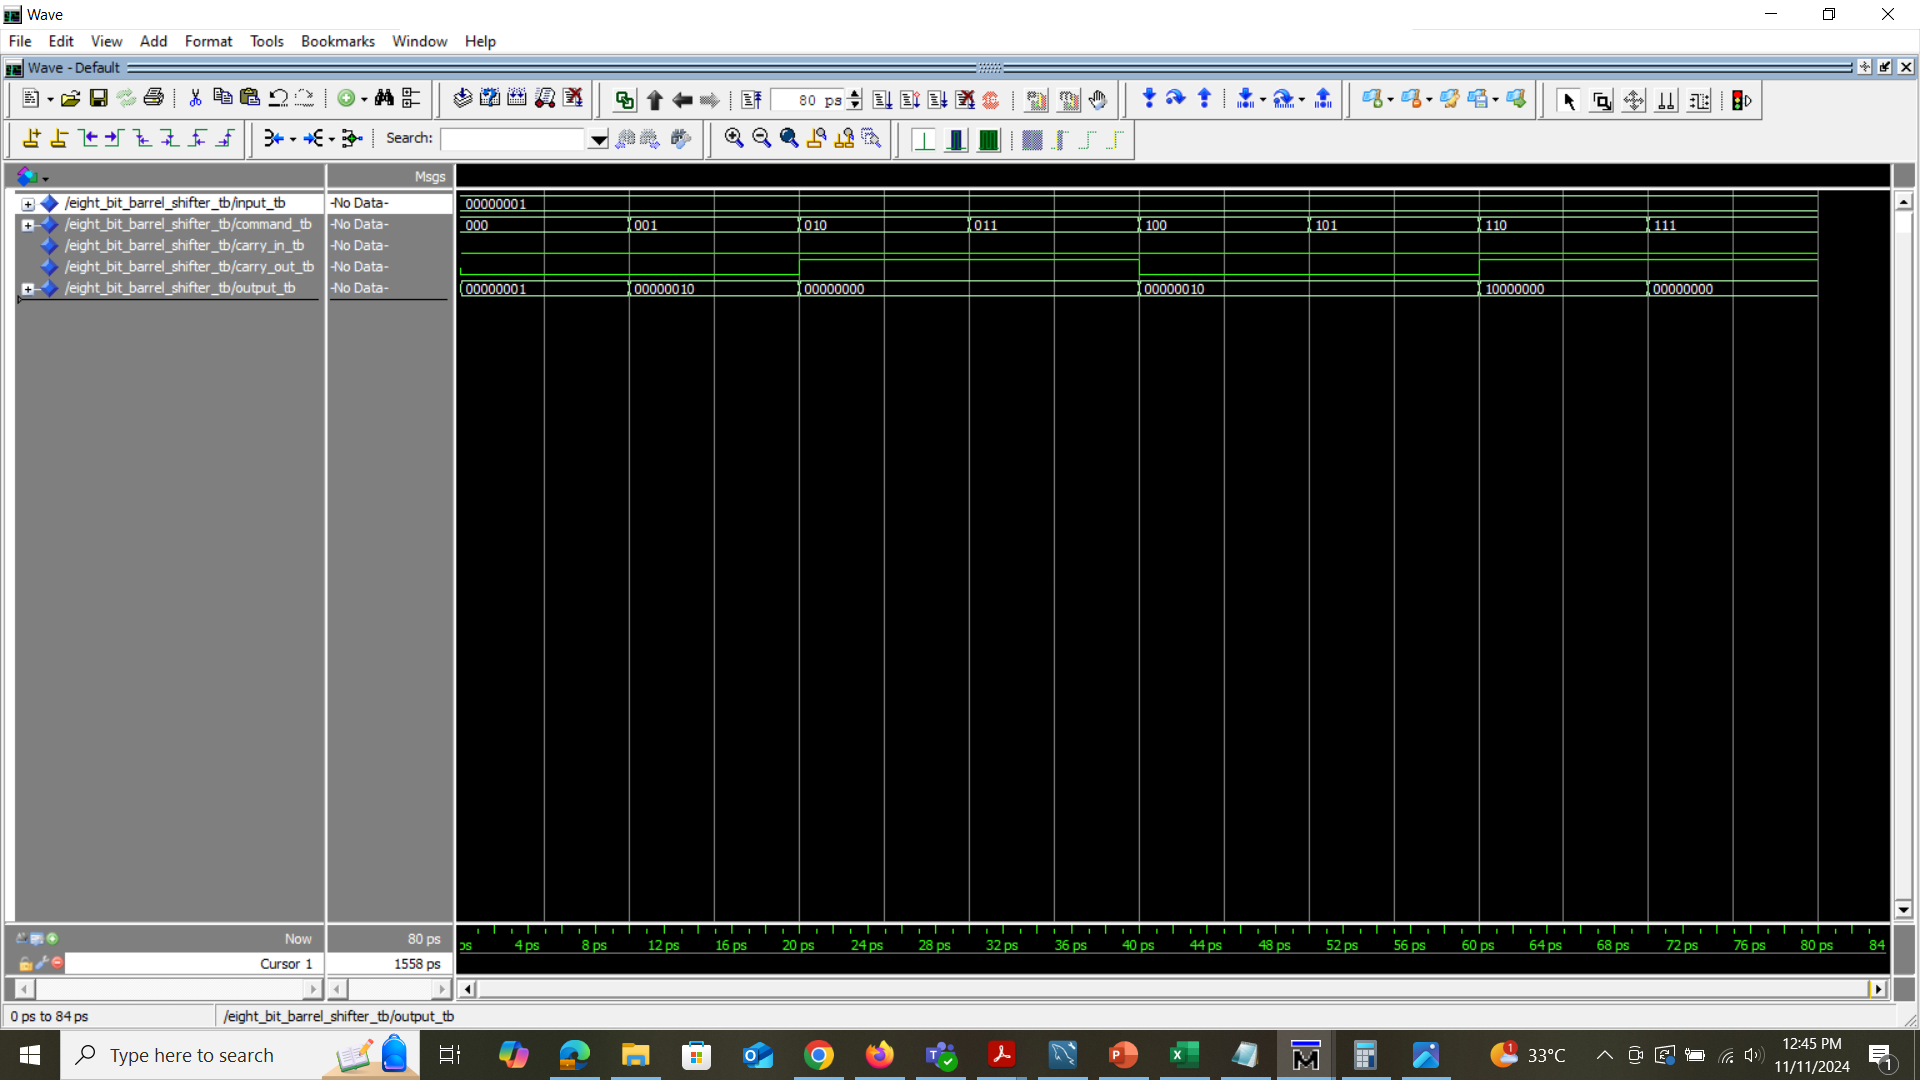 Wave
File Edit View Add Format Tools Bookmarks Window Help
Wave - Default
80 ps
Search:
Msgs
/eight_bit_barrel_shifter_tb/input_tb -No Data- 00000001
/eight_bit_barrel_shifter_tb/command_tb -No Data- 000 001 010 011 100 101 110 111
/eight_bit_barrel_shifter_tb/carry_in_tb -No Data-
/eight_bit_barrel_shifter_tb/carry_out_tb -No Data-
/eight_bit_barrel_shifter_tb/output_tb -No Data- 00000001 00000010 00000000 00000010 10000000 00000000
Now 80 ps
ps 4 ps 8 ps 12 ps 16 ps 20 ps 24 ps 28 ps 32 ps 36 ps 40 ps 44 ps 48 ps 52 ps 56 ps 60 ps 64 ps 68 ps 72 ps 76 ps 80 ps 84
Cursor 1 1558 ps
0 ps to 84 ps /eight_bit_barrel_shifter_tb/output_tb
Type here to search
1 33°C
12:45 PM
11/11/2024
1